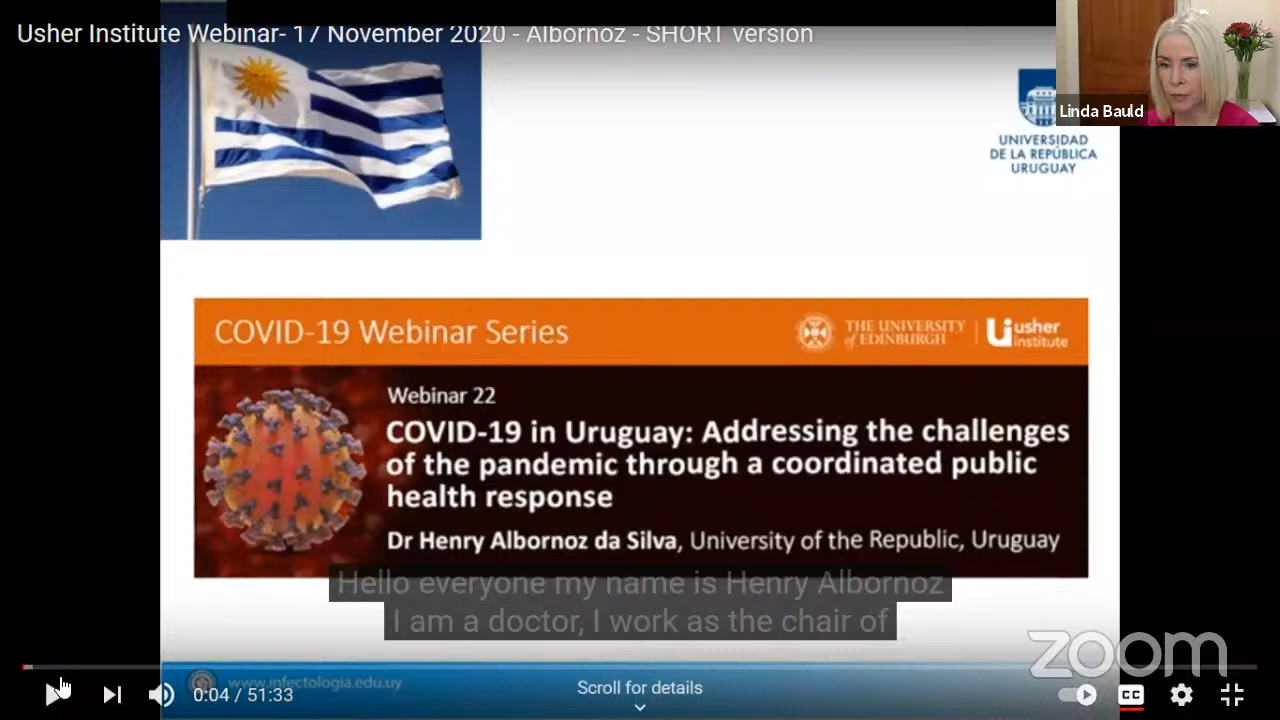 Usher Institute Webinar- 17 November 2020 - Albornoz - SHORT version
Linda Bauld
UNIVERSIDAD
DE LA REPÚBLICA
URUGUAY
COVID-19 Webinar Series
THE UNIVERSITY
of EDINBURGH
usher
institute
Webinar 22
COVID-19 in Uruguay: Addressing the challenges
of the pandemic through a coordinated public
health response
Dr Henry Albornoz da Silva, University of the Republic, Uruguay
Hello everyone my name is Henry Albornoz
I am a doctor, I work as the chair of
zoom
www.infectologia.edu.uy
0:04 / 51:33
Scroll for details
CC